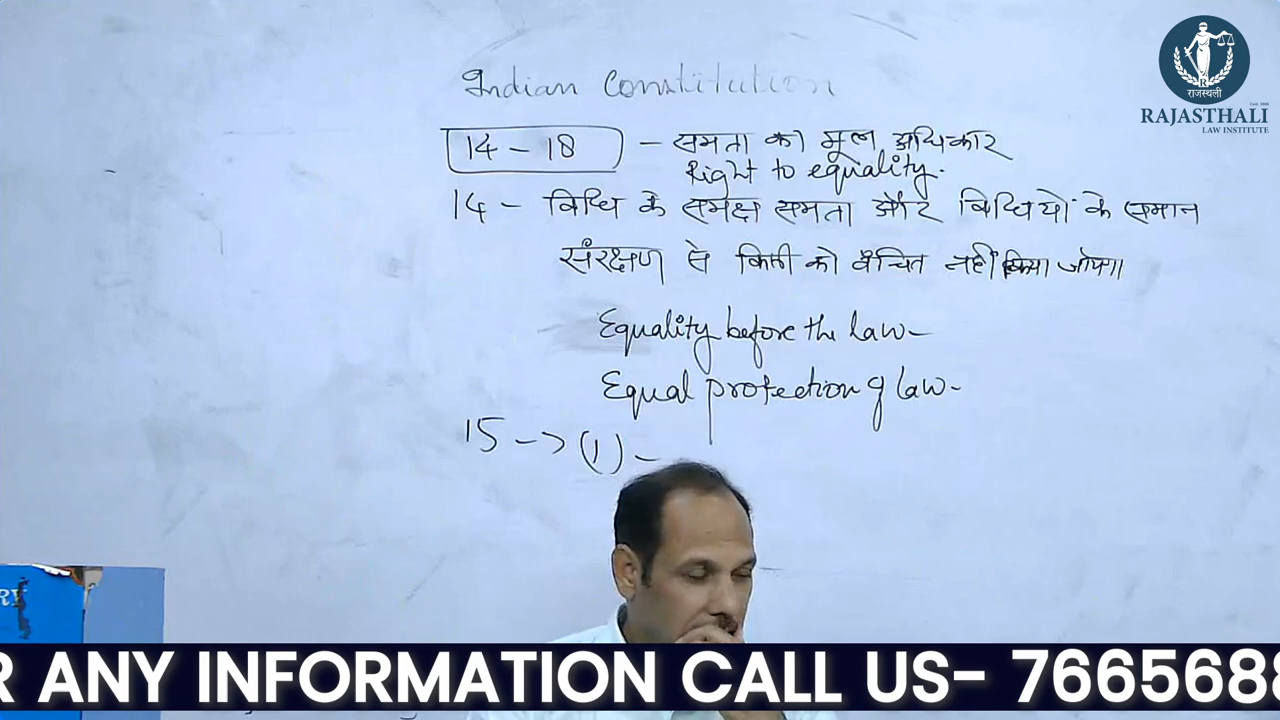 Indian Constitution
14 - 18 - समता का मूल अधिकार
Right to equality.
14 - विधि के समक्ष समता और विधियों के समान
संरक्षण से किसी को वंचित नहीं किया जाएगा
Equality before the law-
Equal protection of law-
15 -> (1) -
राजस्थली
RAJASTHALI
LAW INSTITUTE
R ANY INFORMATION CALL US- 766568